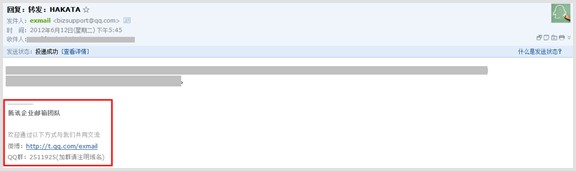 回复：转发：HAKATA ☆
发件人：exmail <bizsupport@qq.com>
时 间：2012年6月12日(星期二) 下午5:45
收件人：
发送状态：投递成功 [查看详情]
什么是发送状态？
腾讯企业邮箱团队
欢迎通过以下方式与我们共同交流
微博：http://t.qq.com/exmail
QQ群：2511925(加群请注明域名)